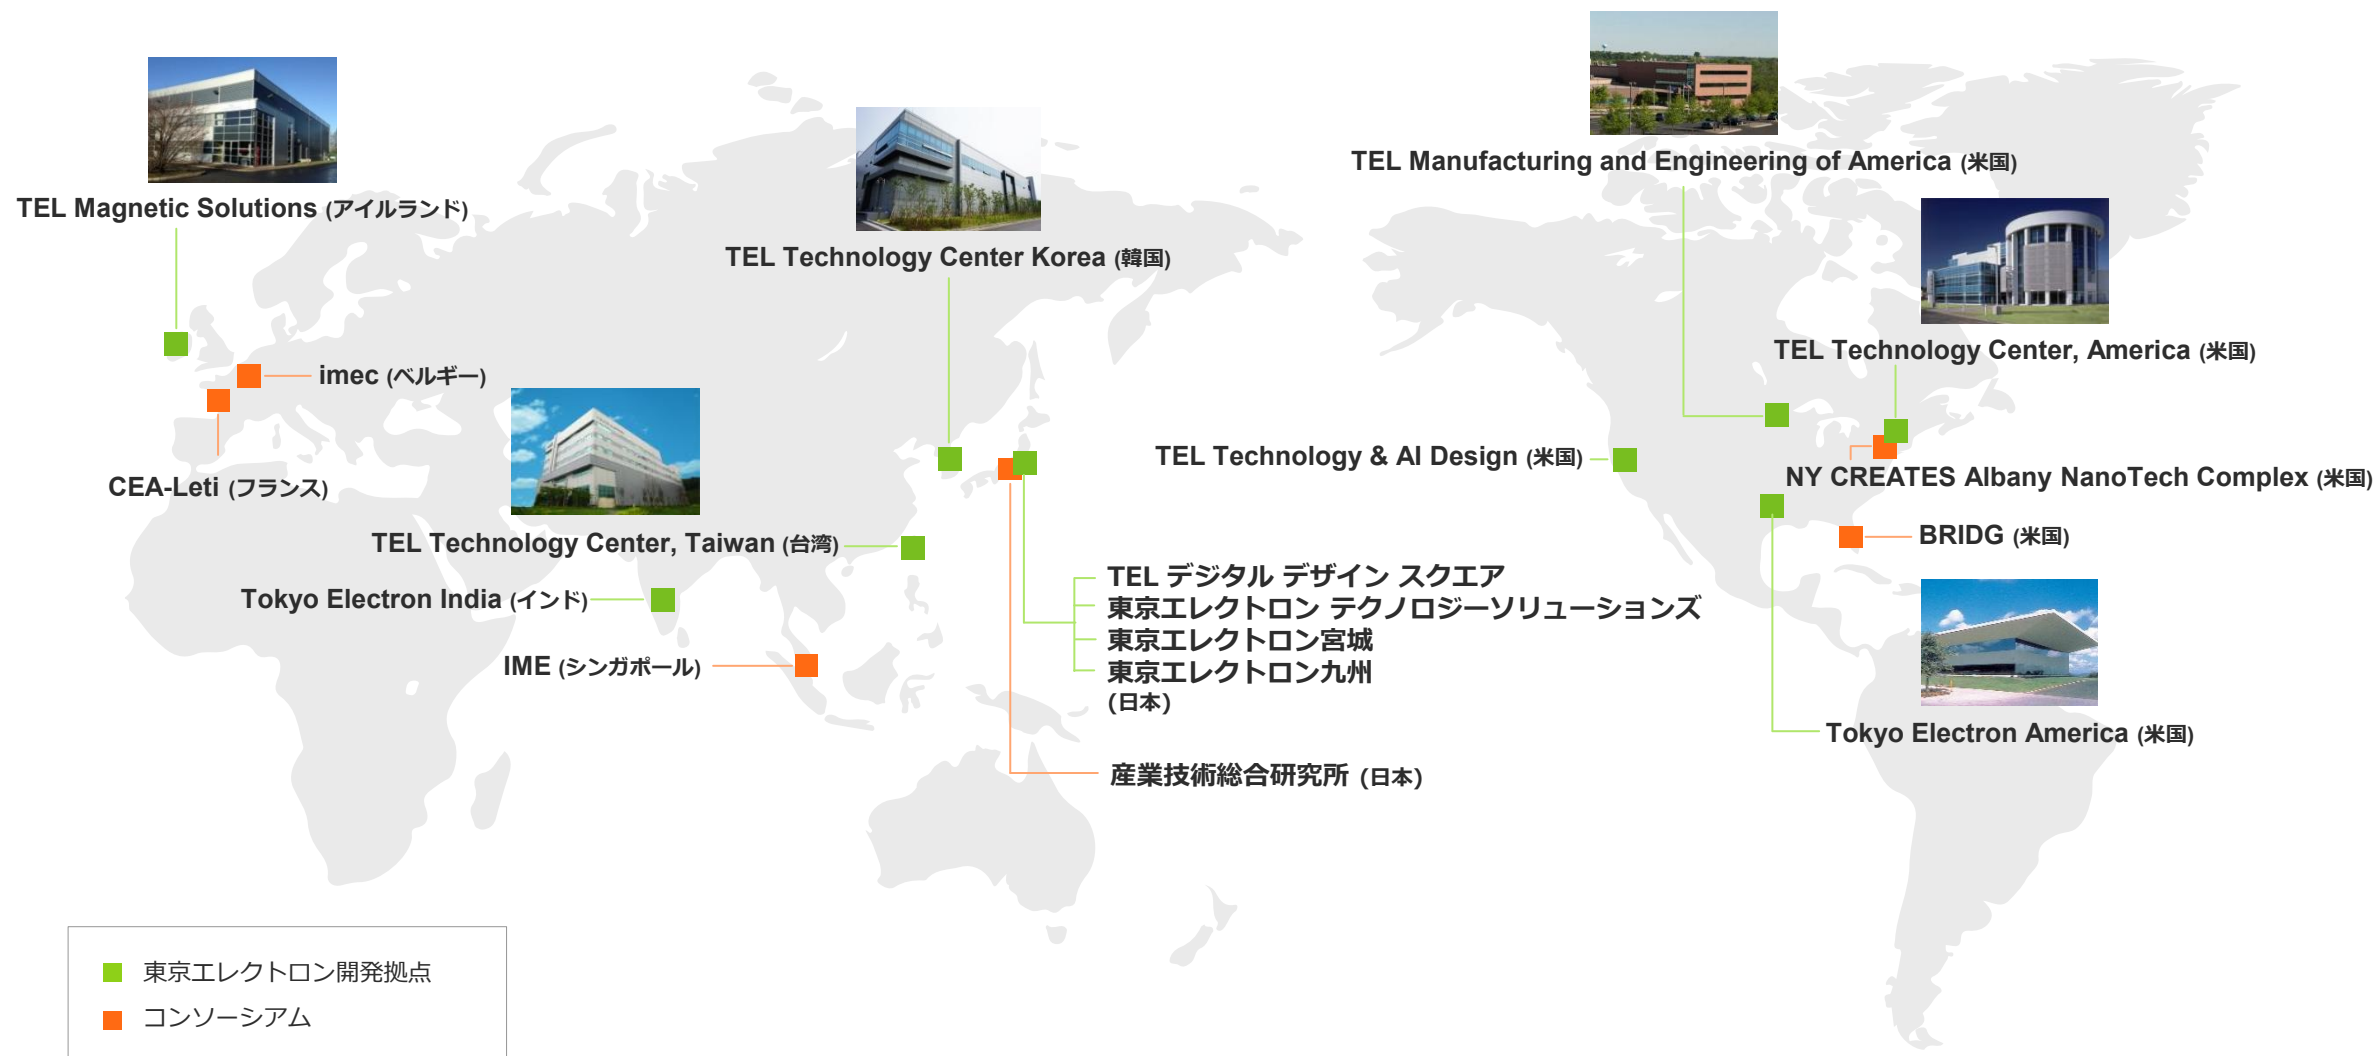 TEL Magnetic Solutions (アイルランド)
TEL Technology Center Korea (韓国)
TEL Manufacturing and Engineering of America (米国)
TEL Technology Center, America (米国)
imec (ベルギー)
CEA-Leti (フランス)
TEL Technology Center, Taiwan (台湾)
Tokyo Electron India (インド)
IME (シンガポール)
TEL Technology & AI Design (米国)
NY CREATES Albany NanoTech Complex (米国)
BRIDG (米国)
TEL デジタル デザイン スクエア
東京エレクトロン テクノロジーソリューションズ
東京エレクトロン宮城
東京エレクトロン九州
(日本)
Tokyo Electron America (米国)
産業技術総合研究所 (日本)
東京エレクトロン開発拠点
コンソーシアム